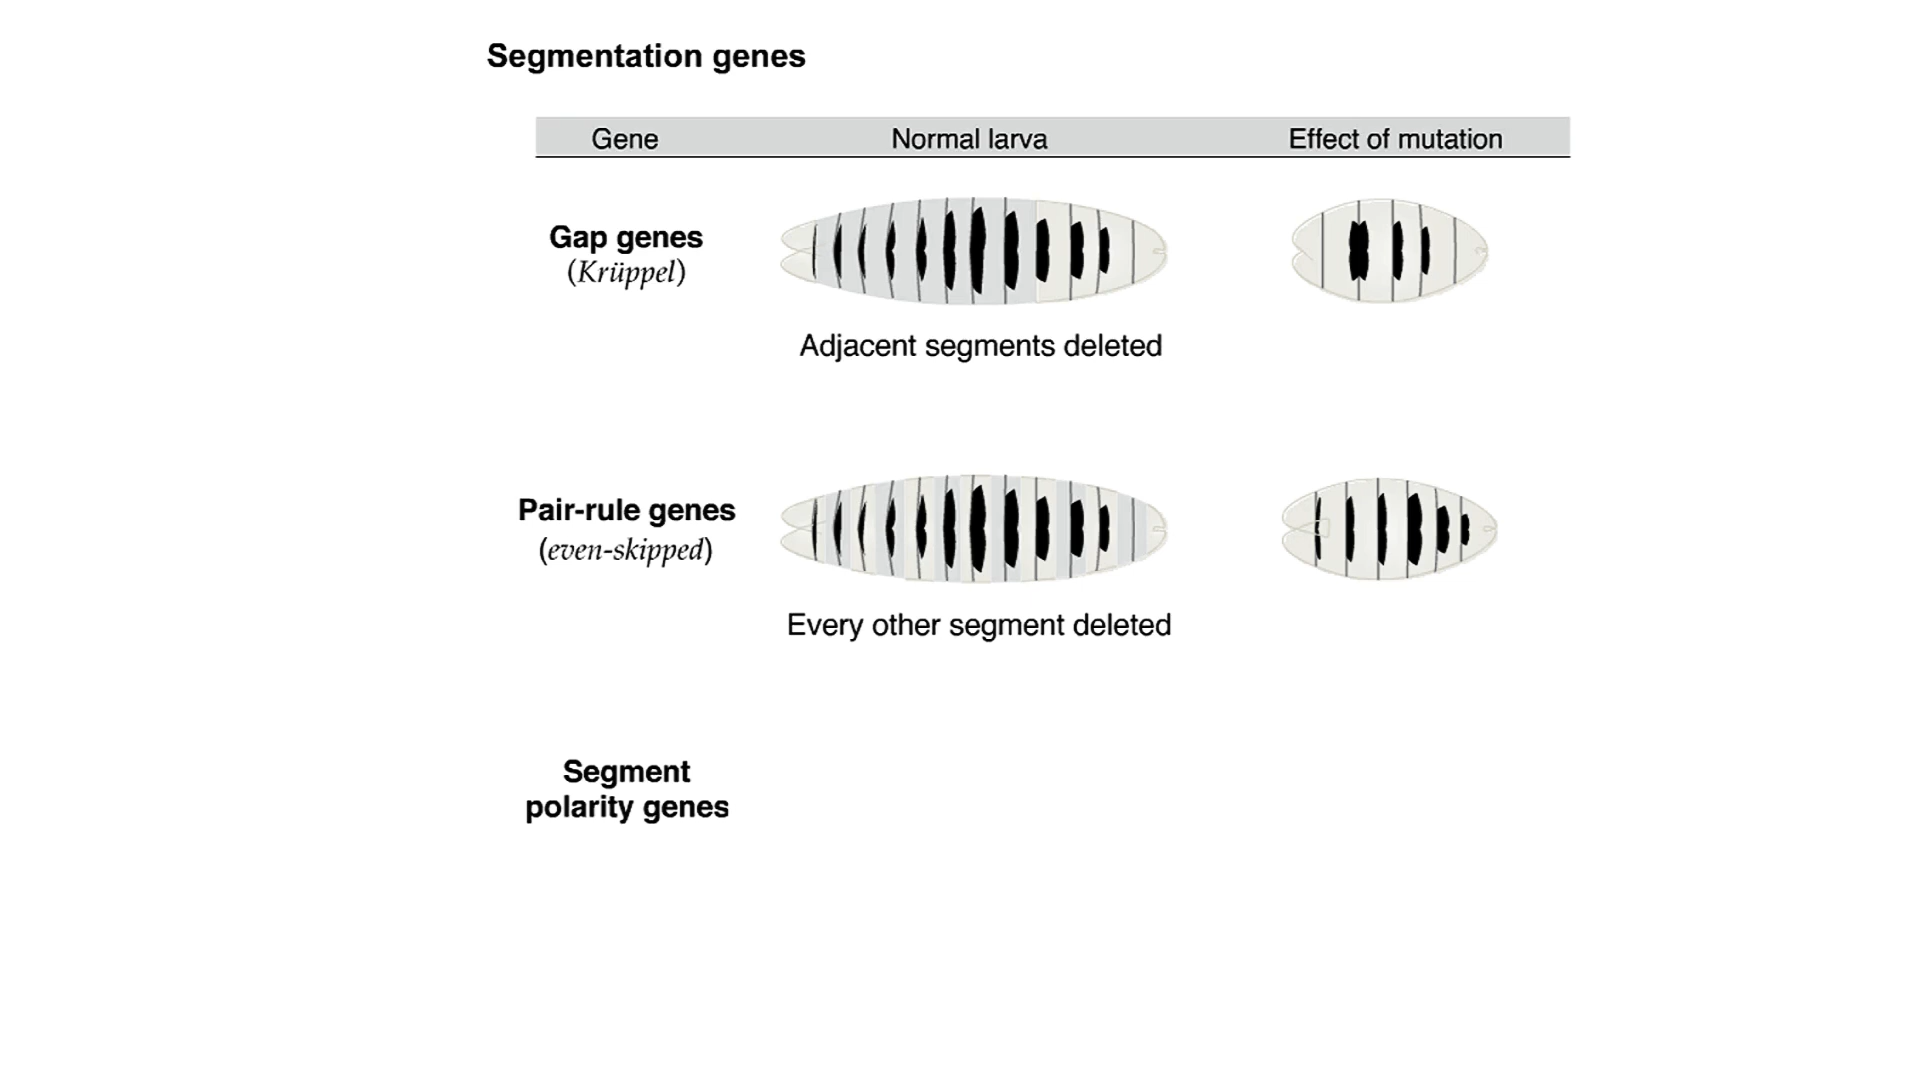 Segmentation genes
Gene Normal larva Effect of mutation
Gap genes
(Krüppel)
Adjacent segments deleted
Pair-rule genes
(even-skipped)
Every other segment deleted
Segment
polarity genes